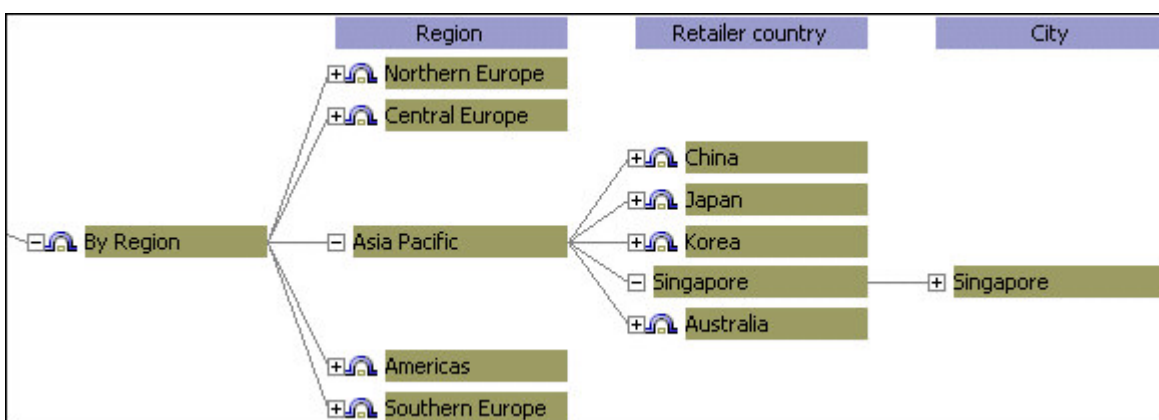 Region Retailer country City
Northern Europe
Central Europe
China
Japan
By Region Asia Pacific Korea
Singapore Singapore
Australia
Americas
Southern Europe